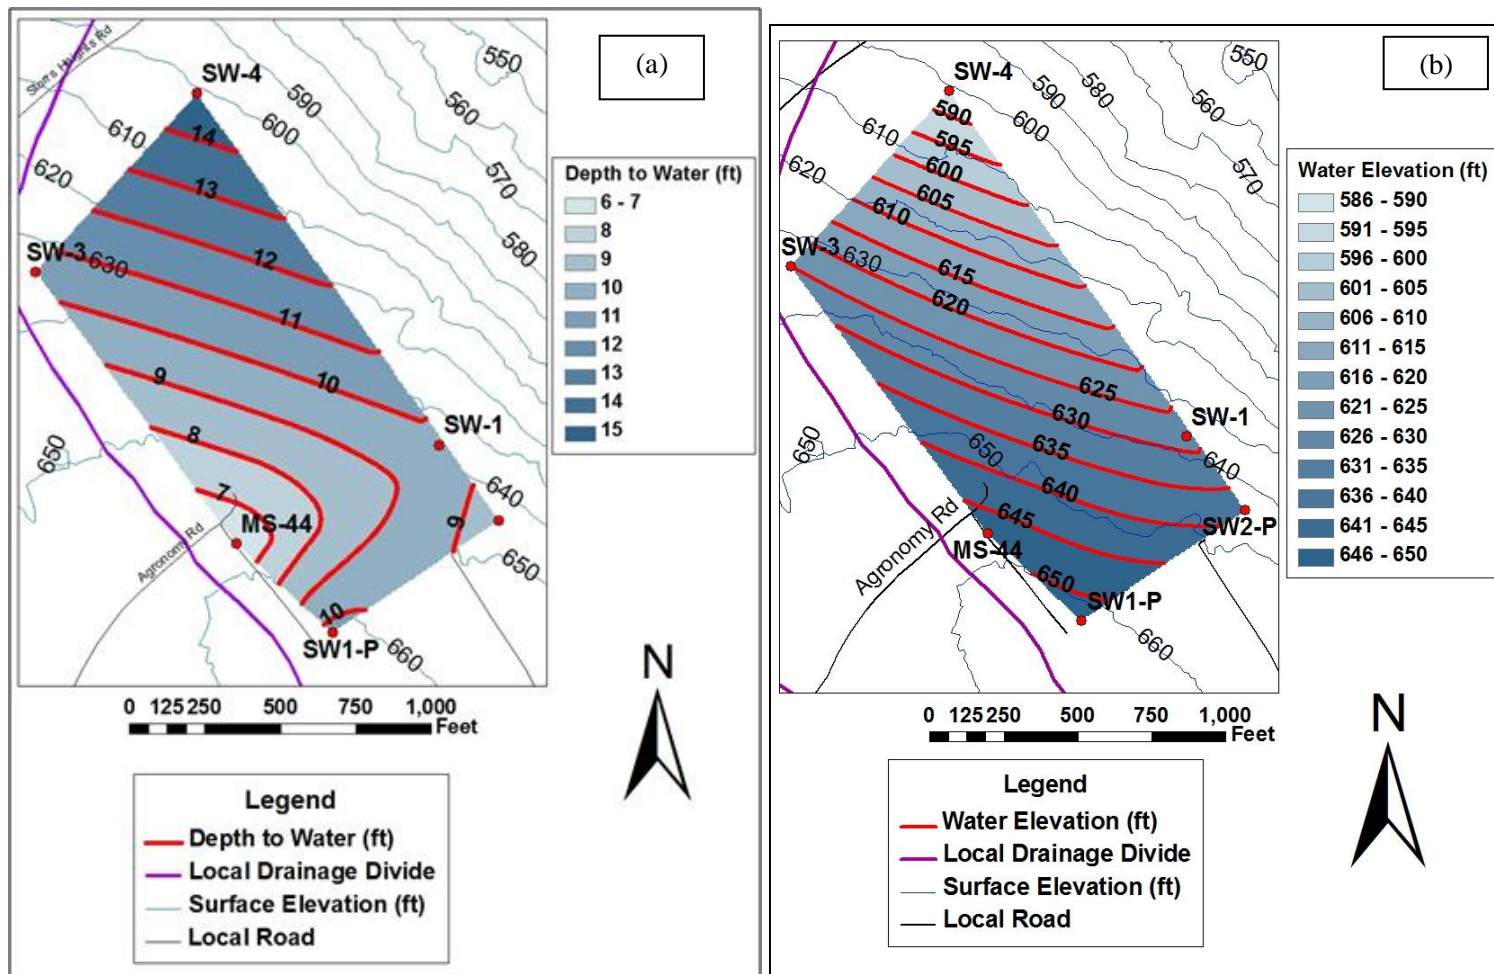 (a)
550
Stotts Heights Rd
SW-4
590
560
600
610
14
570
620
13
580
12
SW-3
630
11
10
9
SW-1
8
650
640
7
MS-44
9
Agronomy Rd
650
10
SW1-P
660
Depth to Water (ft)
6 - 7
8
9
10
11
12
13
14
15
N
0 125 250 500 750 1,000
Feet
Legend
Depth to Water (ft)
Local Drainage Divide
Surface Elevation (ft)
Local Road
(b)
550
SW-4
590
580
560
590
600
610
595
570
600
620
605
610
SW-3
630
615
620
625
630
SW-1
635
650
650
640
640
645
SW2-P
Agronomy Rd
MS-44
650
SW1-P
660
Water Elevation (ft)
586 - 590
591 - 595
596 - 600
601 - 605
606 - 610
611 - 615
616 - 620
621 - 625
626 - 630
631 - 635
636 - 640
641 - 645
646 - 650
N
0 125 250 500 750 1,000
Feet
Legend
Water Elevation (ft)
Local Drainage Divide
Surface Elevation (ft)
Local Road